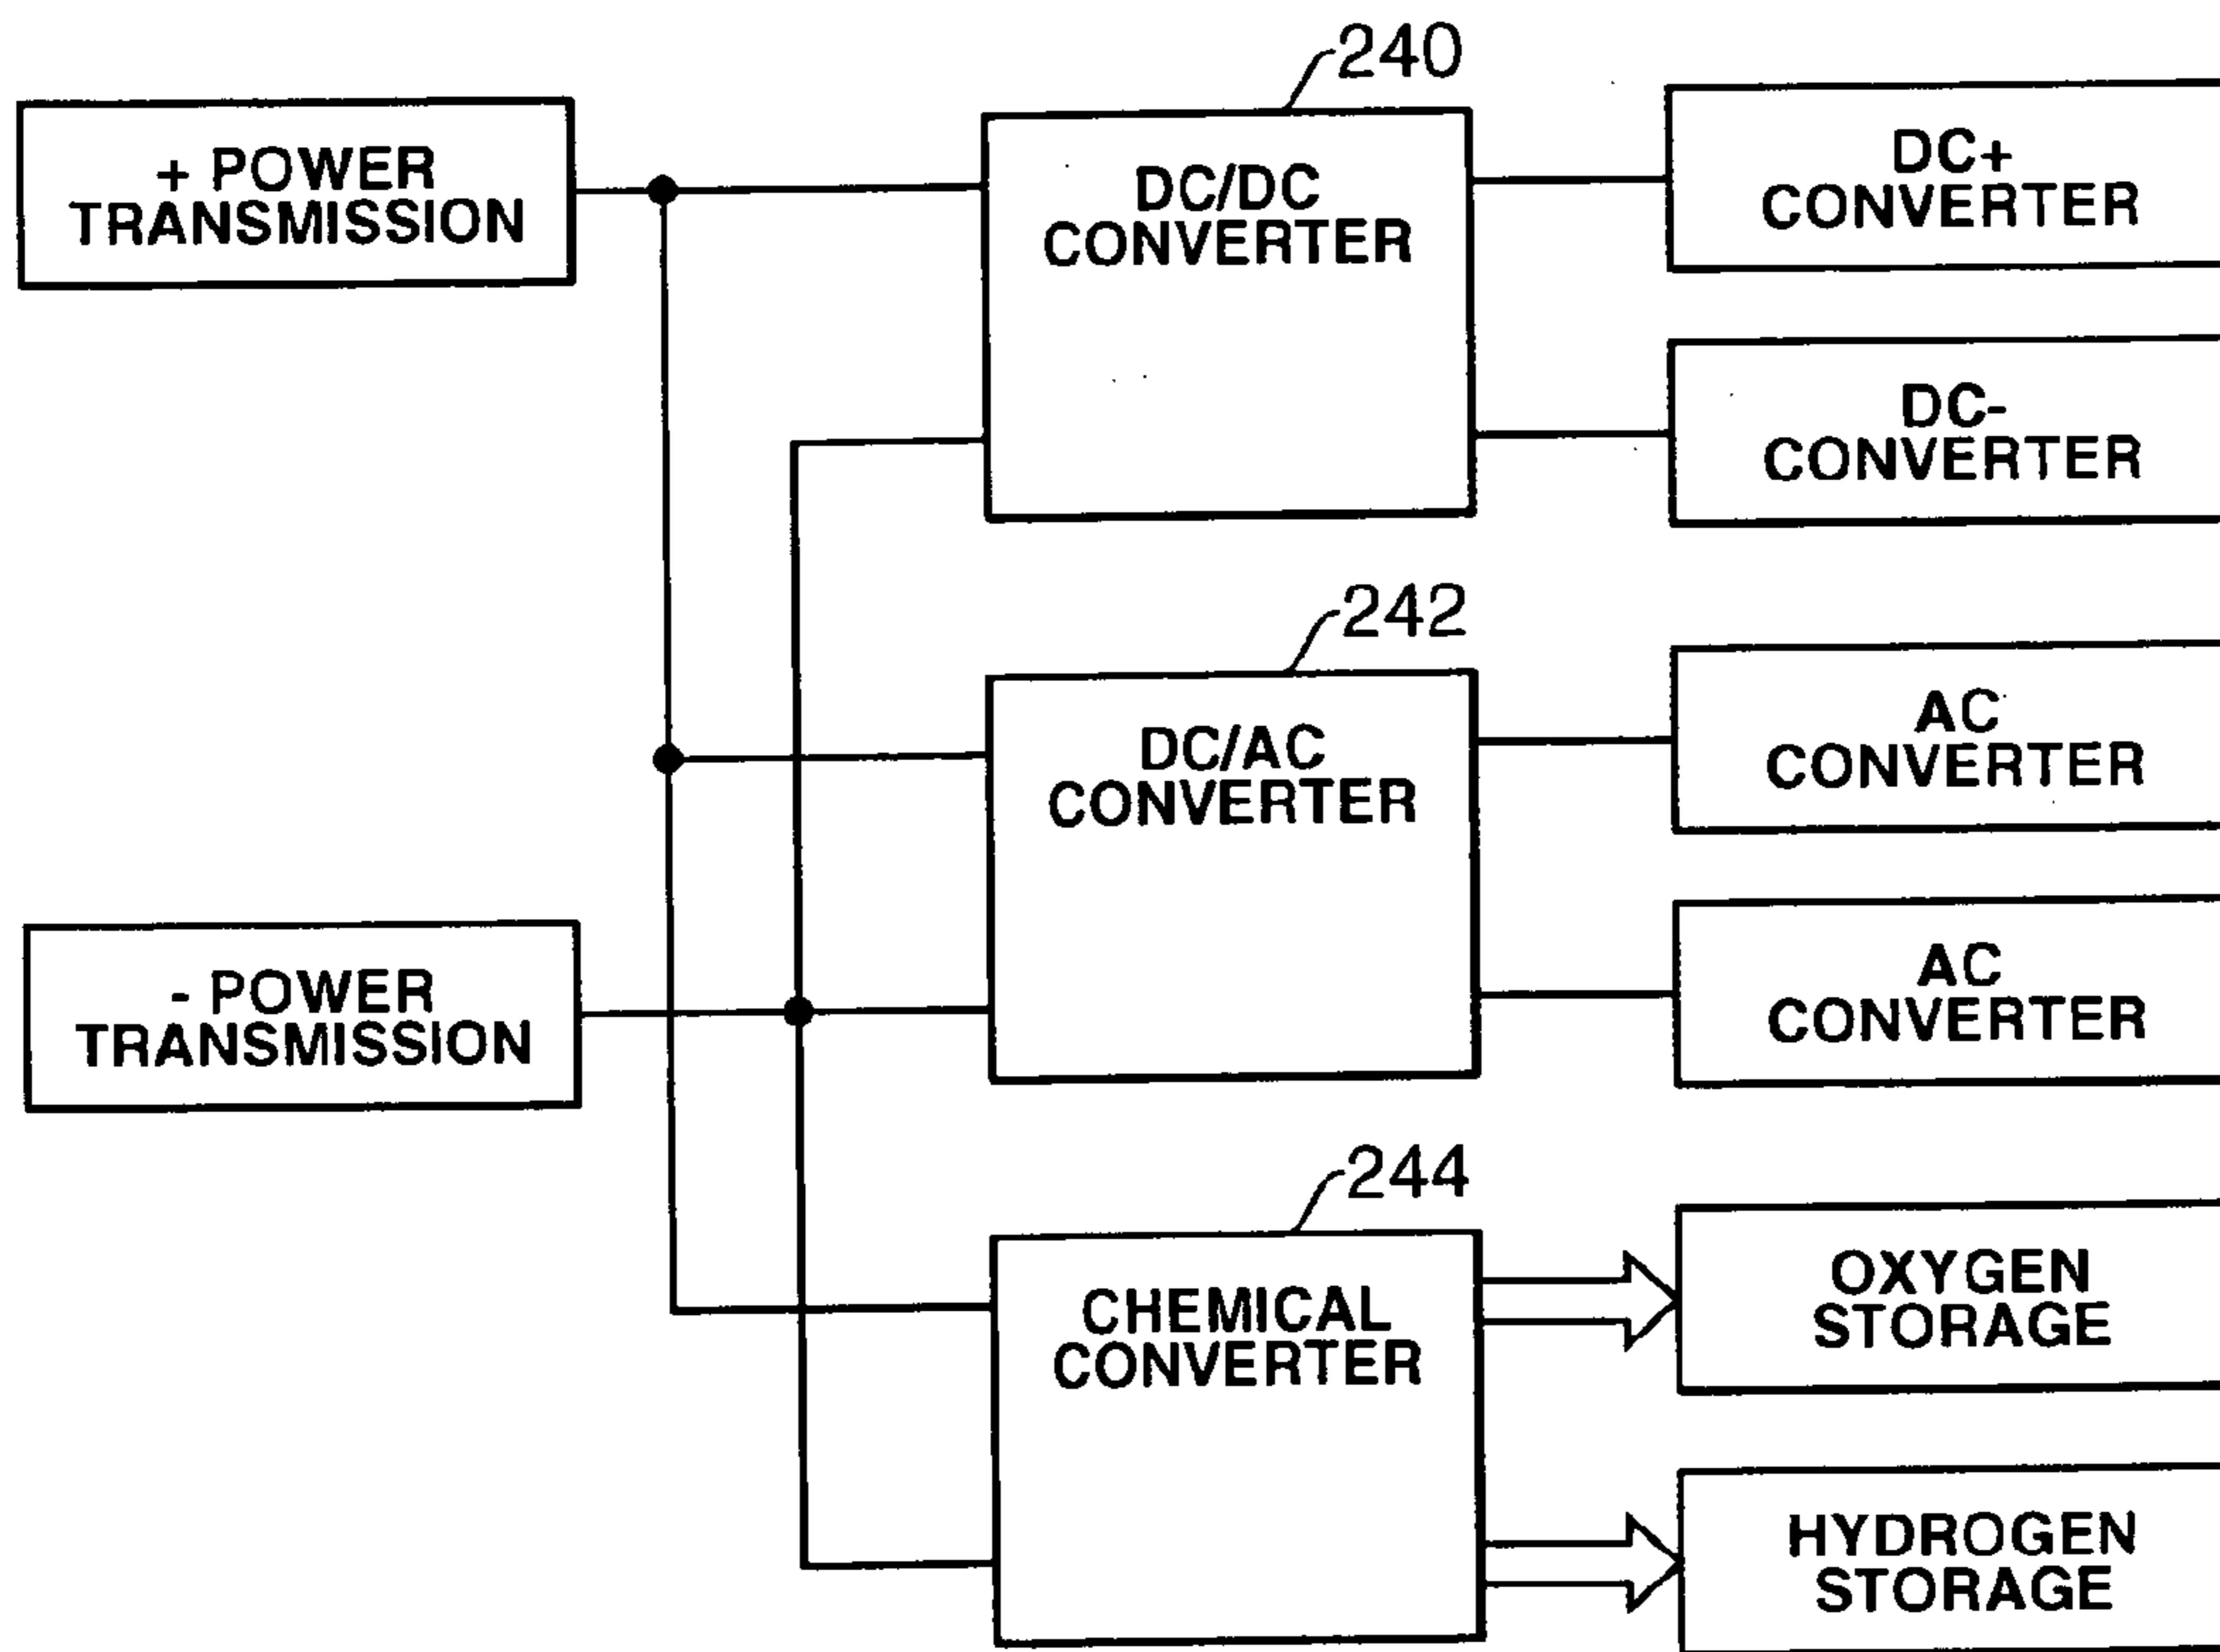 240
+ POWER
TRANSMISSION
DC/DC
CONVERTER
DC+
CONVERTER
DC-
CONVERTER
242
DC/AC
CONVERTER
AC
CONVERTER
- POWER
TRANSMISSION
AC
CONVERTER
244
CHEMICAL
CONVERTER
OXYGEN
STORAGE
HYDROGEN
STORAGE